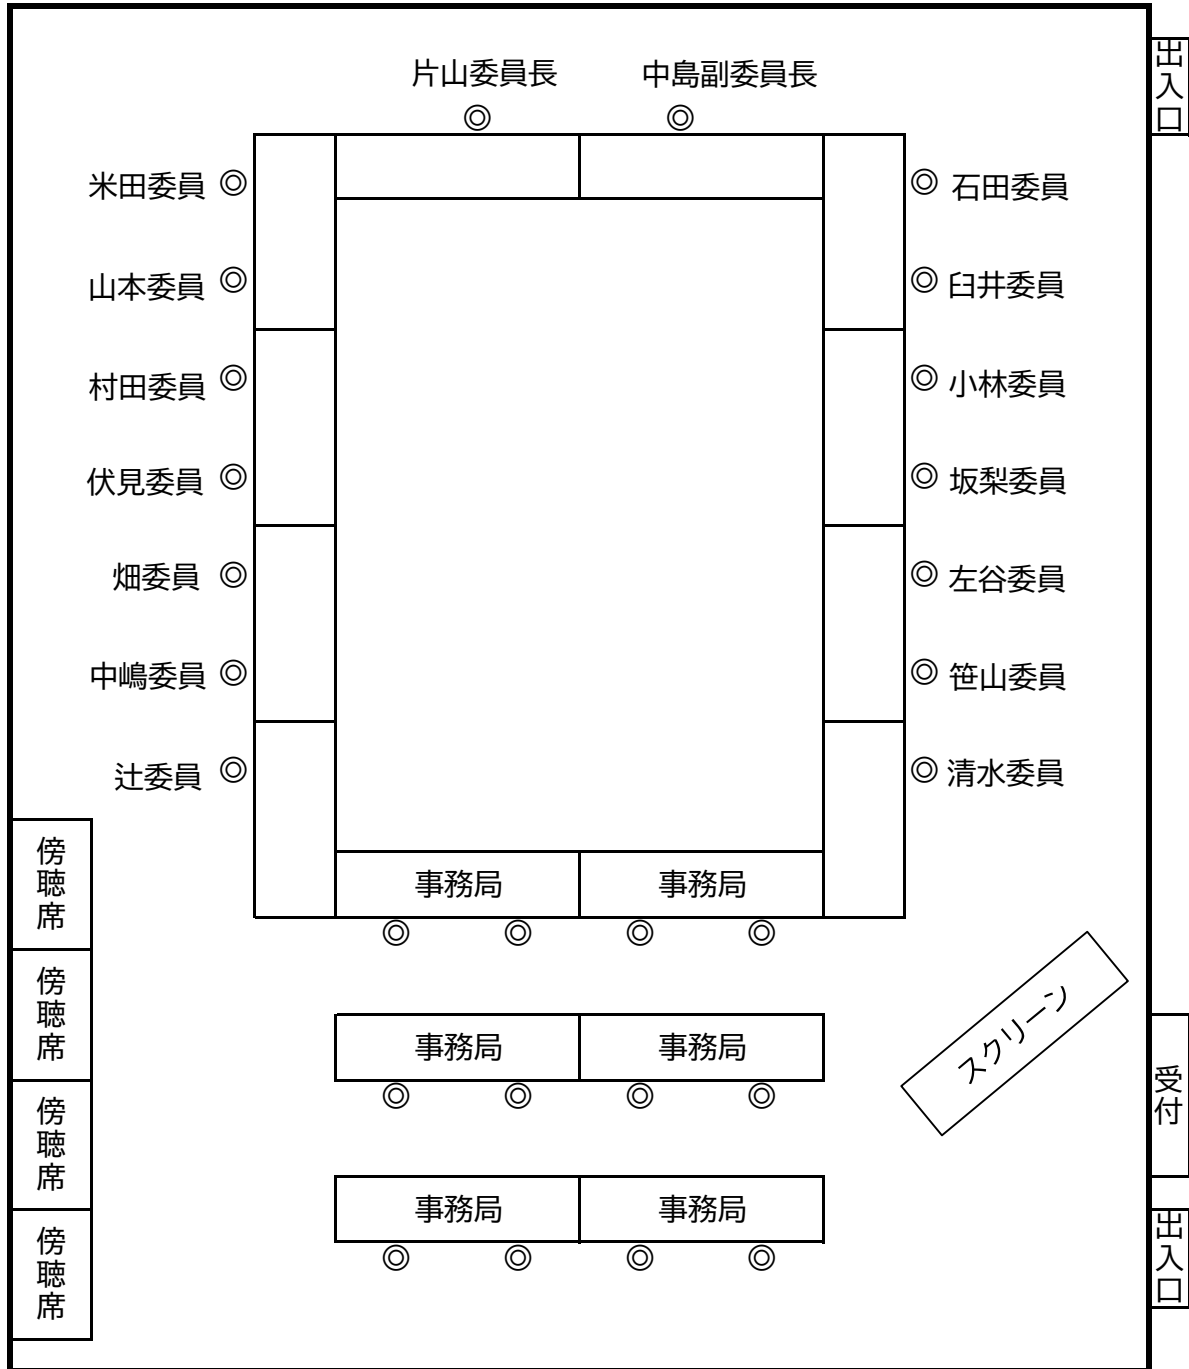 片山委員長
中島副委員長
出入口
米田委員 ◎
◎ 石田委員
山本委員 ◎
◎ 臼井委員
村田委員 ◎
◎ 小林委員
伏見委員 ◎
◎ 坂梨委員
畑委員 ◎
◎ 左谷委員
中嶋委員 ◎
◎ 笹山委員
辻委員 ◎
◎ 清水委員
傍聴席
事務局
事務局
傍聴席
事務局
事務局
スクリーン
受付
傍聴席
事務局
事務局
傍聴席
出入口